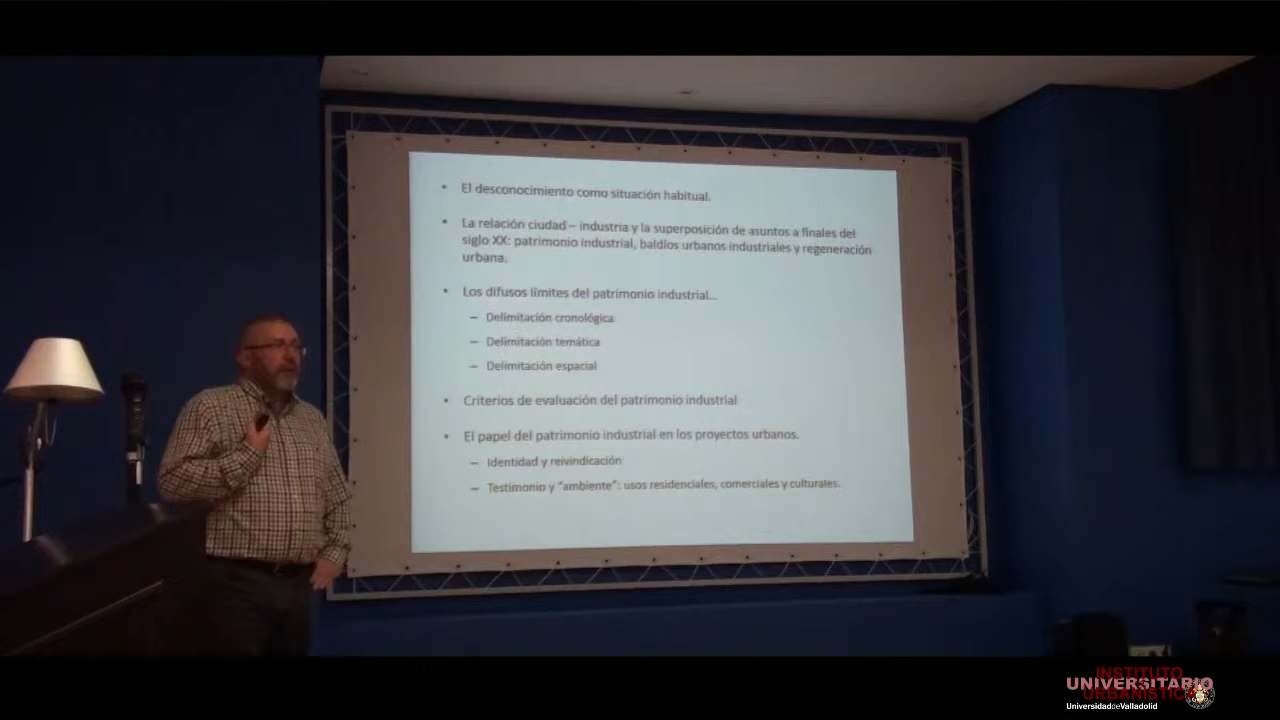 • El desconocimiento como situación habitual.
• La relación ciudad – industria y la superposición de asuntos a finales del
siglo XX: patrimonio industrial, baldíos urbanos industriales y regeneración
urbana.
• Los difusos límites del patrimonio industrial...
– Delimitación cronológica
– Delimitación temática
– Delimitación espacial
• Criterios de evaluación del patrimonio industrial
• El papel del patrimonio industrial en los proyectos urbanos.
– Identidad y reivindicación
– Testimonio y “ambiente”: usos residenciales, comerciales y culturales.
INSTITUTO
UNIVERSITARIO
URBANÍSTICA
UniversidaddeValladolid